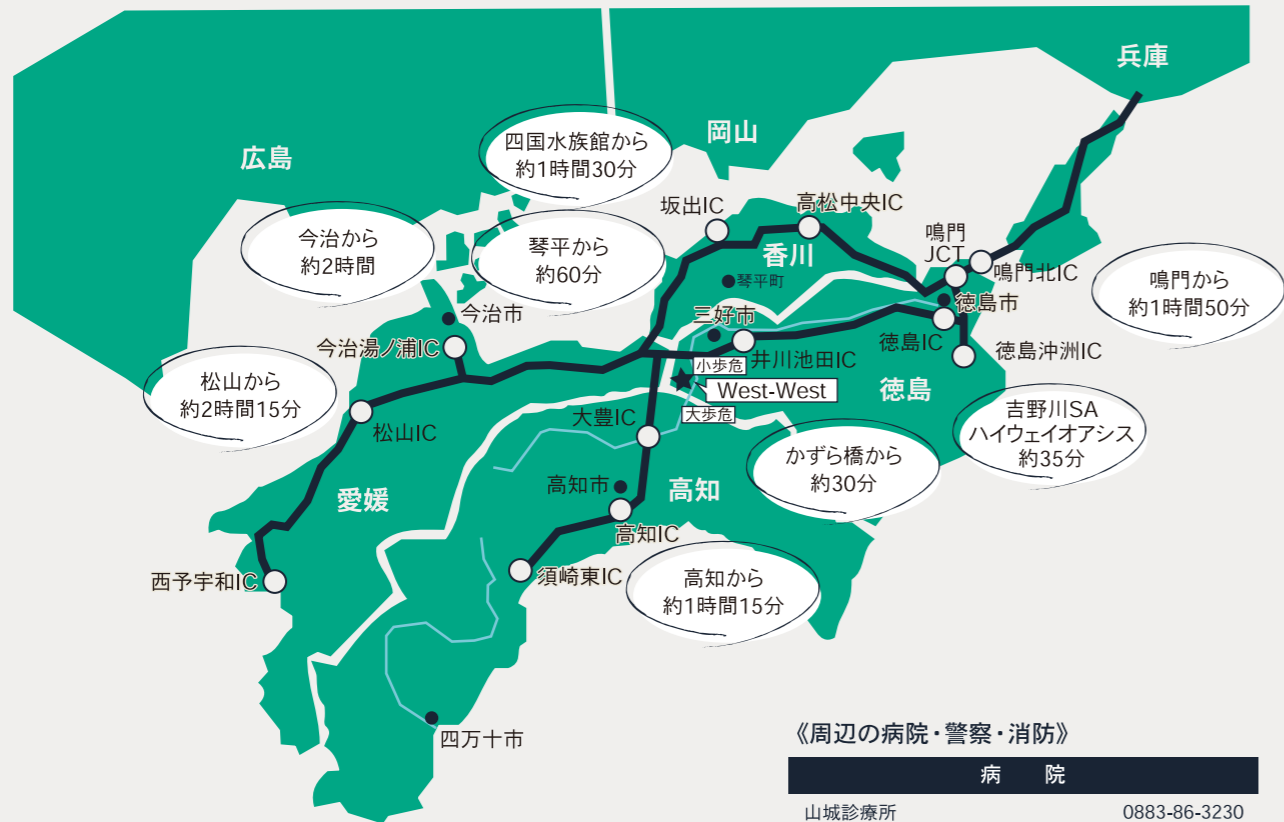 兵庫
岡山
広島
四国水族館から
約1時間30分
坂出IC
高松中央IC
今治から
約2時間
琴平から
約60分
香川
鳴門
JCT
鳴門北IC
鳴門から
約1時間50分
琴平町
今治市
三好市
徳島市
今治湯ノ浦IC
井川池田IC
徳島IC
徳島沖洲IC
小歩危
West-West
徳島
松山から
約2時間15分
大歩危
松山IC
大豊IC
吉野川SA
ハイウェイオアシス
約35分
かずら橋から
約30分
愛媛
高知市
高知
高知IC
西予宇和IC
須崎東IC
高知から
約1時間15分
四万十市
《周辺の病院・警察・消防》
病　院
山城診療所 0883-86-3230